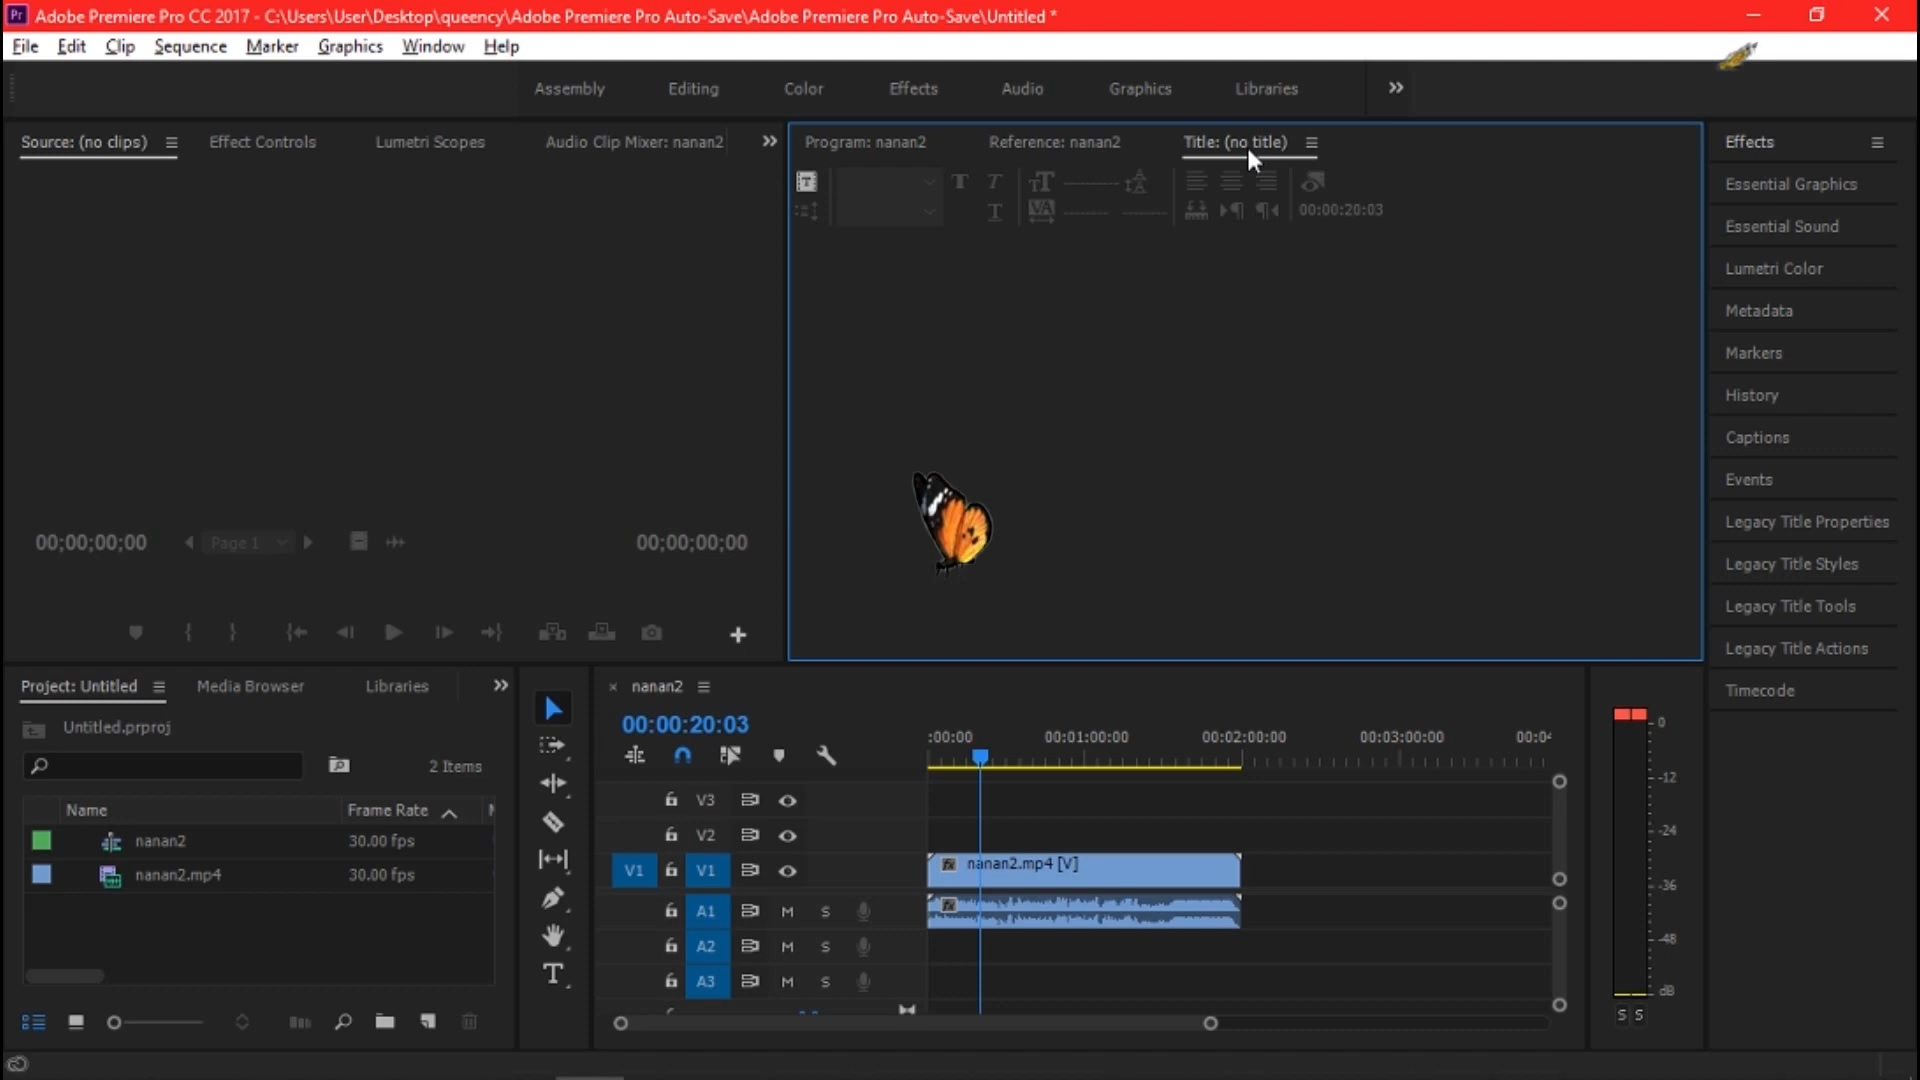 Adobe Premiere Pro CC 2017 - C:\Users\User\Desktop\queency\Adobe Premiere Pro Auto-Save\Adobe Premiere Pro Auto-Save\Untitled *
File Edit Clip Sequence Marker Graphics Window Help
Assembly Editing Color Effects Audio Graphics Libraries
Source: (no clips) Effect Controls Lumetri Scopes Audio Clip Mixer: nanan2
Program: nanan2 Reference: nanan2 Title: (no title)
00:00:20:03
Effects
Essential Graphics
Essential Sound
Lumetri Color
Metadata
Markers
History
Captions
Events
Legacy Title Properties
Legacy Title Styles
Legacy Title Tools
Legacy Title Actions
Timecode
00;00;00;00 Page 1 00;00;00;00
Project: Untitled Media Browser Libraries
Untitled.prproj
2 Items
Name Frame Rate
nanan2 30.00 fps
nanan2.mp4 30.00 fps
nanan2
00:00:20:03
:00:00 00:01:00:00 00:02:00:00 00:03:00:00 00:04
V3
V2
V1 V1 nanan2.mp4 [V]
A1 M S
A2 M S
A3 M S
0
-12
-24
-36
-48
dB
S S